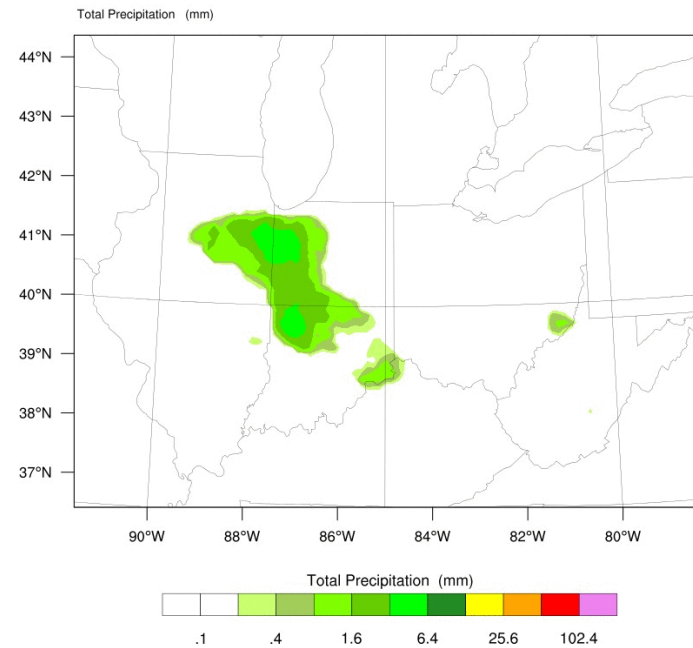 Total Precipitation (mm)
44°N
43°N
42°N
41°N
40°N
39°N
38°N
37°N
90°W 88°W 86°W 84°W 82°W 80°W
Total Precipitation (mm)
.1 .4 1.6 6.4 25.6 102.4